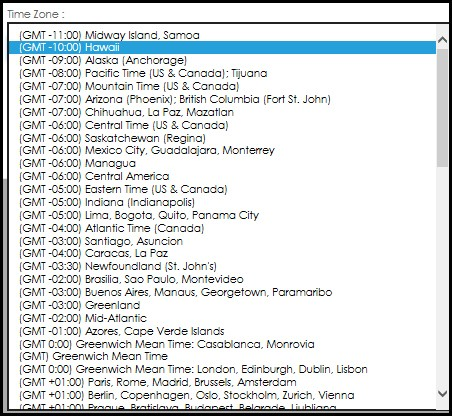 Time Zone :
(GMT -11:00) Midway Island, Samoa
(GMT -10:00) Hawaii
(GMT -09:00) Alaska (Anchorage)
(GMT -08:00) Pacific Time (US & Canada); Tijuana
(GMT -07:00) Mountain Time (US & Canada)
(GMT -07:00) Arizona (Phoenix); British Columbia (Fort St. John)
(GMT -07:00) Chihuahua, La Paz, Mazatlan
(GMT -06:00) Central Time (US & Canada)
(GMT -06:00) Saskatchewan (Regina)
(GMT -06:00) Mexico City, Guadalajara, Monterrey
(GMT -06:00) Managua
(GMT -06:00) Central America
(GMT -05:00) Eastern Time (US & Canada)
(GMT -05:00) Indiana (Indianapolis)
(GMT -05:00) Lima, Bogota, Quito, Panama City
(GMT -04:00) Atlantic Time (Canada)
(GMT -03:00) Santiago, Asuncion
(GMT -04:00) Caracas, La Paz
(GMT -03:30) Newfoundland (St. John's)
(GMT -02:00) Brasilia, Sao Paulo, Montevideo
(GMT -03:00) Buenos Aires, Manaus, Georgetown, Paramaribo
(GMT -03:00) Greenland
(GMT -02:00) Mid-Atlantic
(GMT -01:00) Azores, Cape Verde Islands
(GMT 0:00) Greenwich Mean Time: Casablanca, Monrovia
(GMT) Greenwich Mean Time
(GMT 0:00) Greenwich Mean Time: London, Edinburgh, Dublin, Lisbon
(GMT +01:00) Paris, Rome, Madrid, Brussels, Amsterdam
(GMT +01:00) Berlin, Copenhagen, Oslo, Stockholm, Zurich, Vienna
(GMT +01:00) Prague, Bratislava, Budapest, Belgrade, Ljubljana